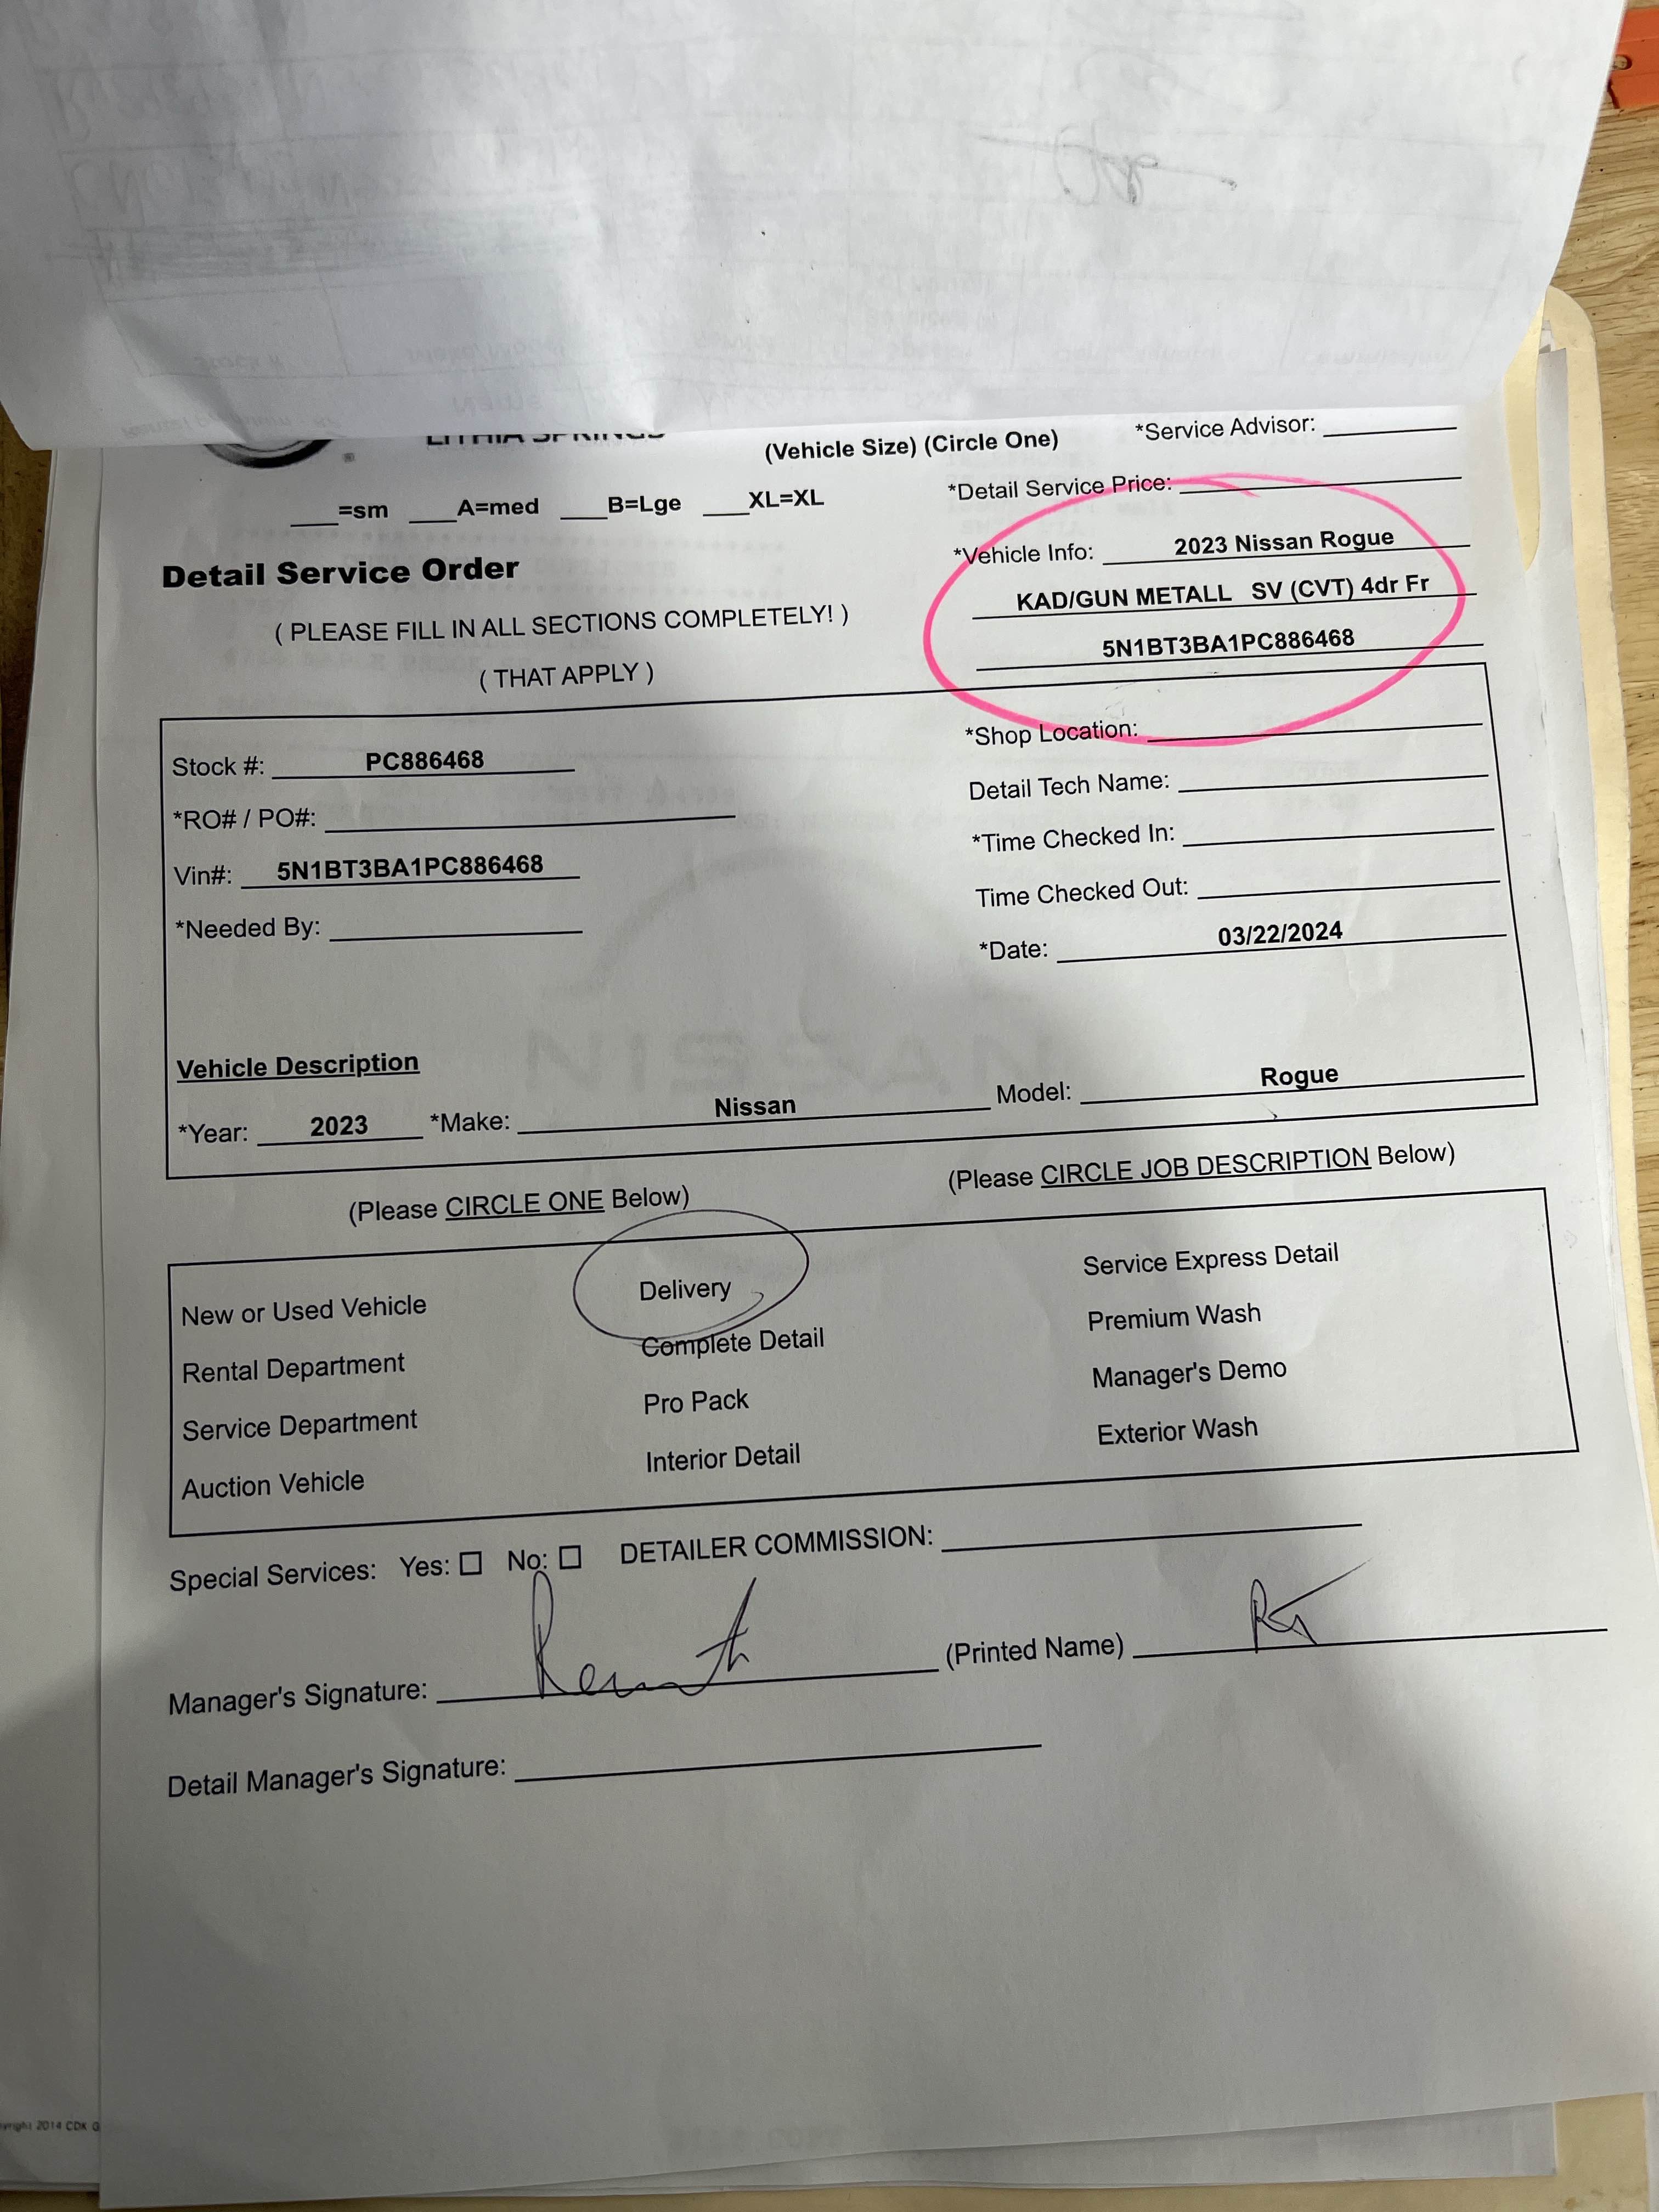 LITHIA SPRINGS
(Vehicle Size) (Circle One)
*Service Advisor:
___=sm ___A=med ___B=Lge ___XL=XL
*Detail Service Price:
*Vehicle Info: 2023 Nissan Rogue
KAD/GUN METALL SV (CVT) 4dr Fr
5N1BT3BA1PC886468
Detail Service Order
( PLEASE FILL IN ALL SECTIONS COMPLETELY! )
( THAT APPLY )
Stock #: PC886468
*RO# / PO#:
Vin#: 5N1BT3BA1PC886468
*Needed By:
*Shop Location:
Detail Tech Name:
*Time Checked In:
Time Checked Out:
*Date: 03/22/2024
Vehicle Description
*Year: 2023 *Make: Nissan Model: Rogue
(Please CIRCLE ONE Below)
(Please CIRCLE JOB DESCRIPTION Below)
New or Used Vehicle
Rental Department
Service Department
Auction Vehicle
Delivery
Complete Detail
Pro Pack
Interior Detail
Service Express Detail
Premium Wash
Manager's Demo
Exterior Wash
Special Services: Yes: ☐ No: ☐ DETAILER COMMISSION:
Manager's Signature:
(Printed Name)
Detail Manager's Signature:
2014 CDK G